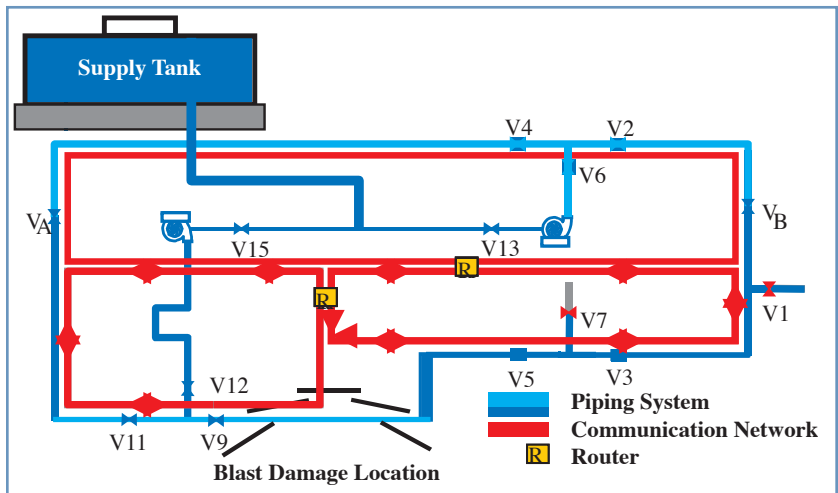 Supply Tank
V4
V2
V6
VA
VB
V15
V13
R
V1
R
V7
V12
V5
V3
V11
V9
Piping System
Communication Network
R Router
Blast Damage Location